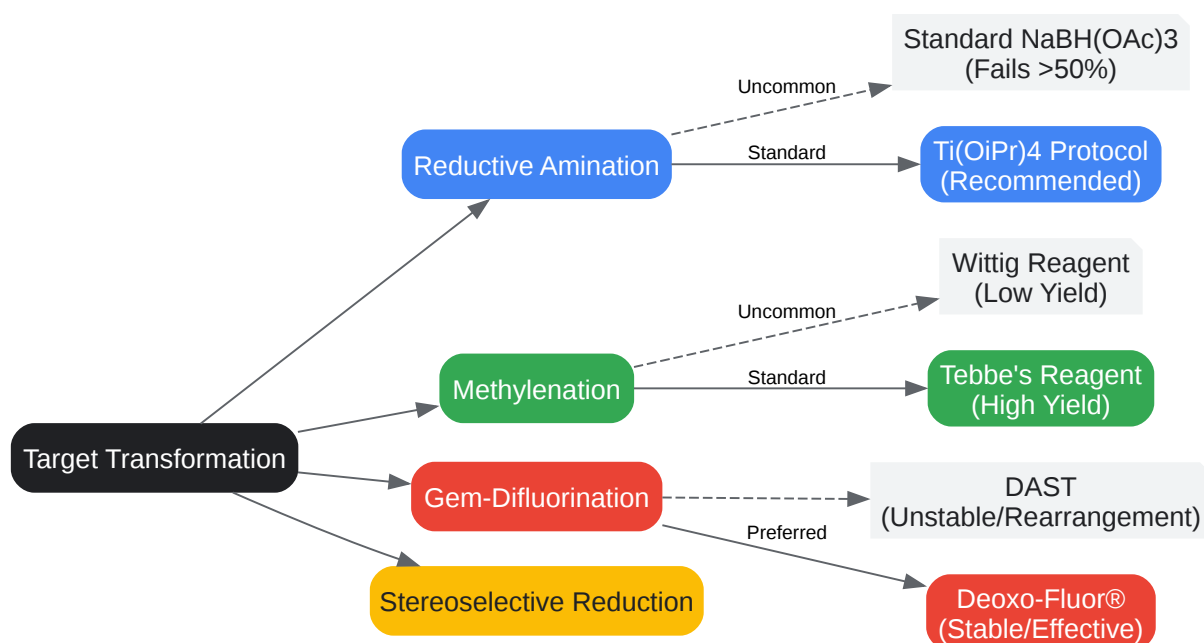 Standard NaBH(OAc)3
(Fails >50%)
Uncommon
Reductive Amination
Standard
Ti(OiPr)4 Protocol
(Recommended)
Wittig Reagent
(Low Yield)
Uncommon
Methylenation
Standard
Tebbe's Reagent
(High Yield)
Target Transformation
Gem-Difluorination
DAST
(Unstable/Rearrangement)
Preferred
Deoxo-Fluor®
(Stable/Effective)
Stereoselective Reduction